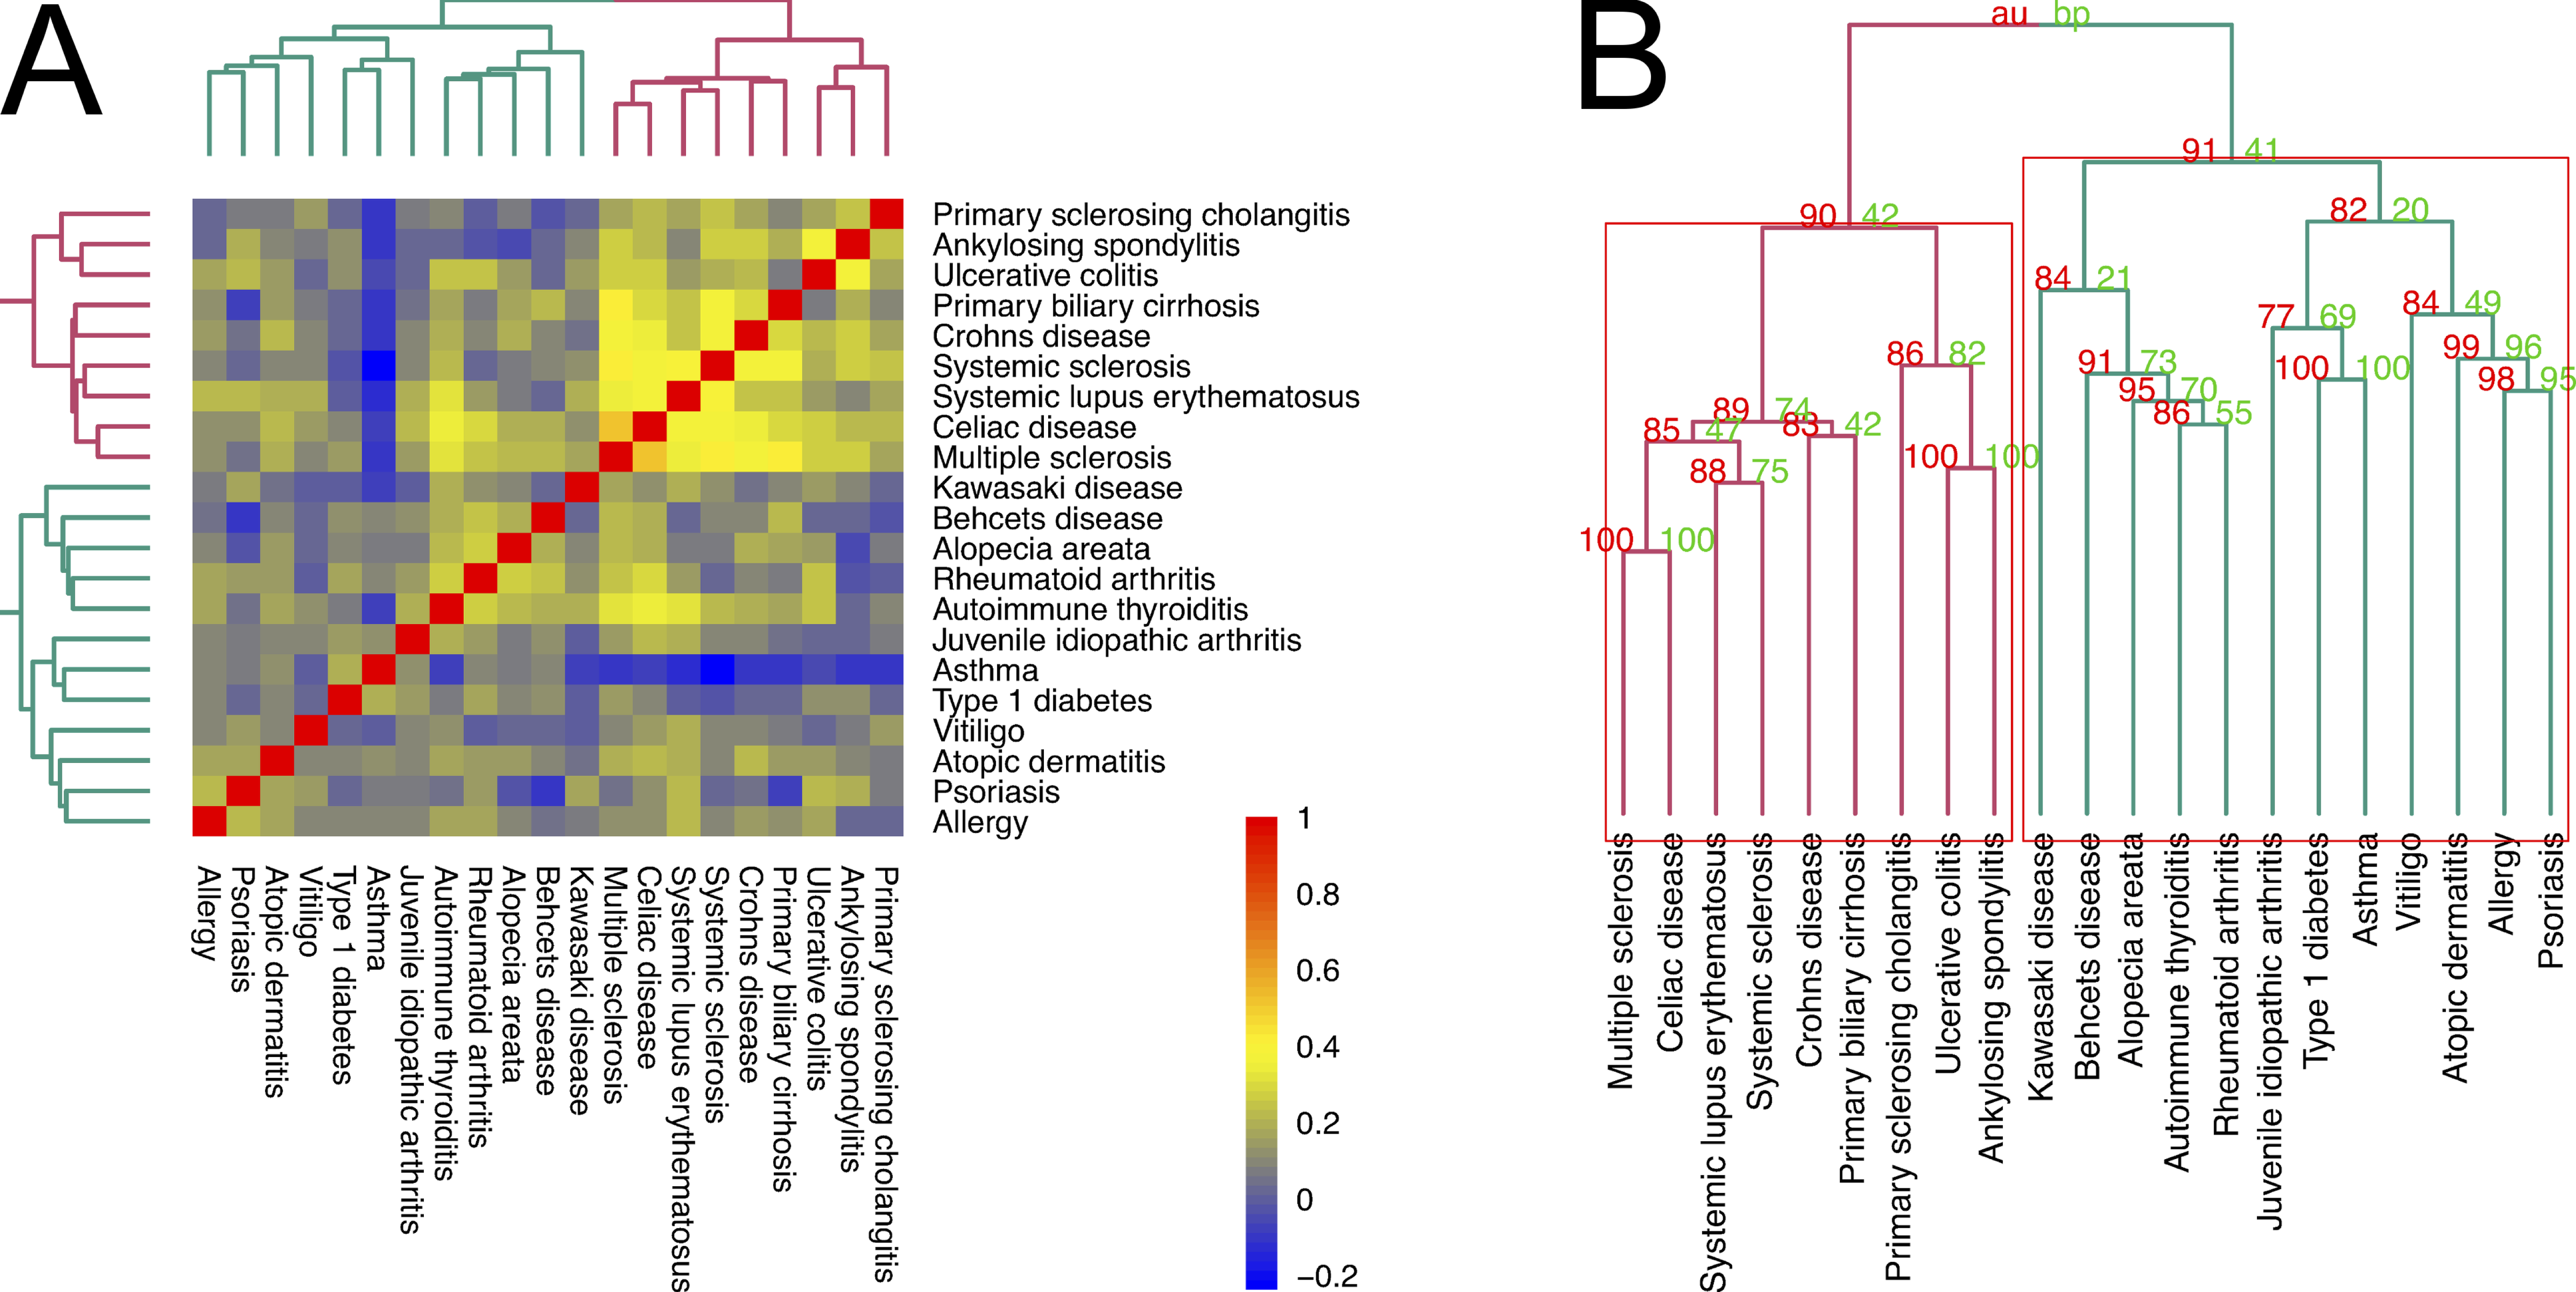 A
Primary sclerosing cholangitis
Ankylosing spondylitis
Ulcerative colitis
Primary biliary cirrhosis
Crohns disease
Systemic sclerosis
Systemic lupus erythematosus
Celiac disease
Multiple sclerosis
Kawasaki disease
Behcets disease
Alopecia areata
Rheumatoid arthritis
Autoimmune thyroiditis
Juvenile idiopathic arthritis
Asthma
Type 1 diabetes
Vitiligo
Atopic dermatitis
Psoriasis
Allergy
Allergy
Psoriasis
Atopic dermatitis
Vitiligo
Type 1 diabetes
Asthma
Juvenile idiopathic arthritis
Autoimmune thyroiditis
Rheumatoid arthritis
Alopecia areata
Behcets disease
Kawasaki disease
Multiple sclerosis
Celiac disease
Systemic lupus erythematosus
Systemic sclerosis
Crohns disease
Primary biliary cirrhosis
Ulcerative colitis
Ankylosing spondylitis
Primary sclerosing cholangitis
1
0.8
0.6
0.4
0.2
0
−0.2
B
au bp
91 41
90 42
82 20
84 21
84 49
77 69
99 96
86 82
91 73
100 100
98 95
95 70
89 74
86 55
83 42
85 47
100 100
88 75
100 100
Multiple sclerosis
Celiac disease
Systemic lupus erythematosus
Systemic sclerosis
Crohns disease
Primary biliary cirrhosis
Primary sclerosing cholangitis
Ulcerative colitis
Ankylosing spondylitis
Kawasaki disease
Behcets disease
Alopecia areata
Autoimmune thyroiditis
Rheumatoid arthritis
Juvenile idiopathic arthritis
Type 1 diabetes
Asthma
Vitiligo
Atopic dermatitis
Allergy
Psoriasis